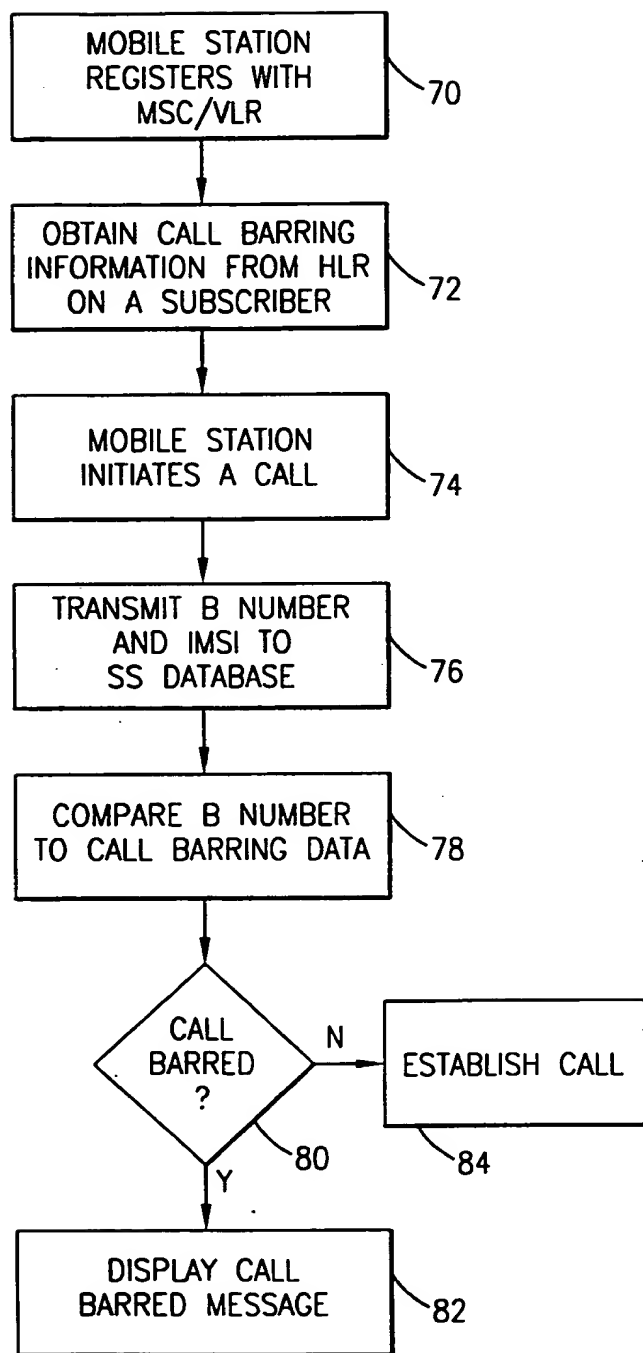 MOBILE STATION
REGISTERS WITH
MSC/VLR
70
OBTAIN CALL BARRING
INFORMATION FROM HLR
ON A SUBSCRIBER
72
MOBILE STATION
INITIATES A CALL
74
TRANSMIT B NUMBER
AND IMSI TO
SS DATABASE
76
COMPARE B NUMBER
TO CALL BARRING DATA
78
CALL
BARRED
?
80
N
ESTABLISH CALL
84
Y
DISPLAY CALL
BARRED MESSAGE
82